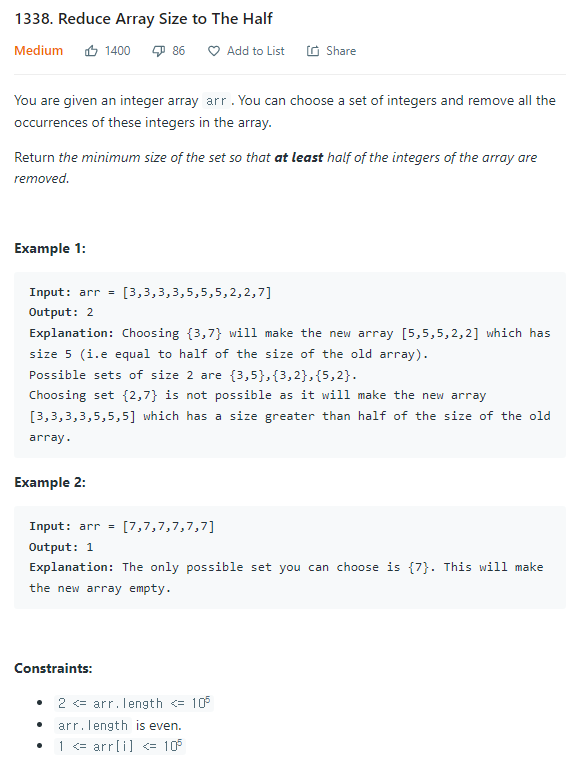 1338. Reduce Array Size to The Half
Medium 1400 86 Add to List Share
You are given an integer array arr . You can choose a set of integers and remove all the
occurrences of these integers in the array.
Return the minimum size of the set so that at least half of the integers of the array are
removed.
Example 1:
Input: arr = [3,3,3,3,5,5,5,2,2,7]
Output: 2
Explanation: Choosing {3,7} will make the new array [5,5,5,2,2] which has
size 5 (i.e equal to half of the size of the old array).
Possible sets of size 2 are {3,5},{3,2},{5,2}.
Choosing set {2,7} is not possible as it will make the new array
[3,3,3,3,5,5,5] which has a size greater than half of the size of the old
array.
Example 2:
Input: arr = [7,7,7,7,7,7]
Output: 1
Explanation: The only possible set you can choose is {7}. This will make
the new array empty.
Constraints:
• 2 <= arr.length <= 10⁵
• arr.length is even.
• 1 <= arr[i] <= 10⁵